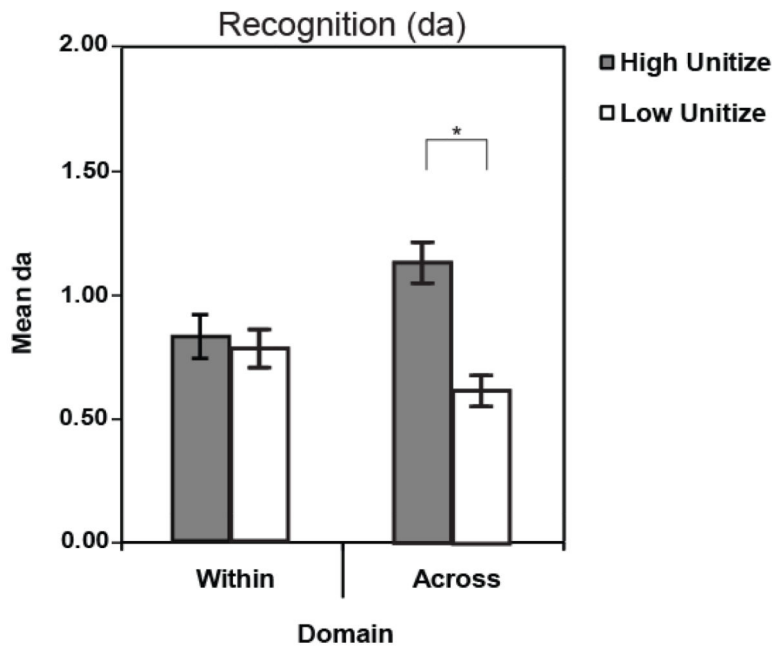 Recognition (da)
2.00
1.50
1.00
0.50
0.00
Mean da
High Unitize
Low Unitize
*
Within
Across
Domain